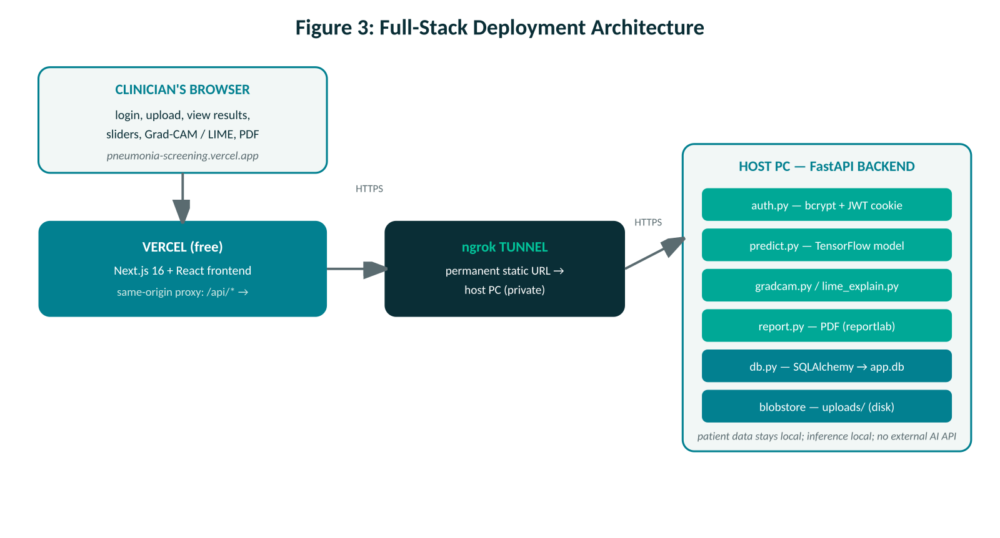 Figure 3: Full-Stack Deployment Architecture
CLINICIAN'S BROWSER
login, upload, view results,
sliders, Grad-CAM / LIME, PDF
pneumonia-screening.vercel.app
HTTPS
VERCEL (free)
Next.js 16 + React frontend
same-origin proxy: /api/* →
ngrok TUNNEL
permanent static URL →
host PC (private)
HTTPS
HOST PC — FastAPI BACKEND
auth.py — bcrypt + JWT cookie
predict.py — TensorFlow model
gradcam.py / lime_explain.py
report.py — PDF (reportlab)
db.py — SQLAlchemy → app.db
blobstore — uploads/ (disk)
patient data stays local; inference local; no external AI API